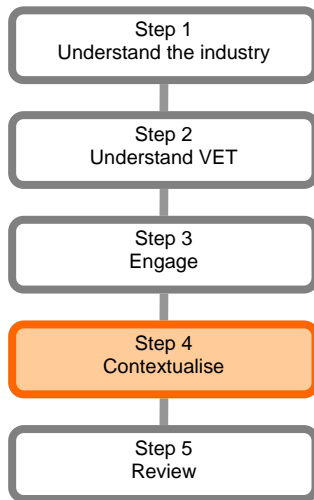 Step 1
Understand the industry
Step 2
Understand VET
Step 3
Engage
Step 4
Contextualise
Step 5
Review